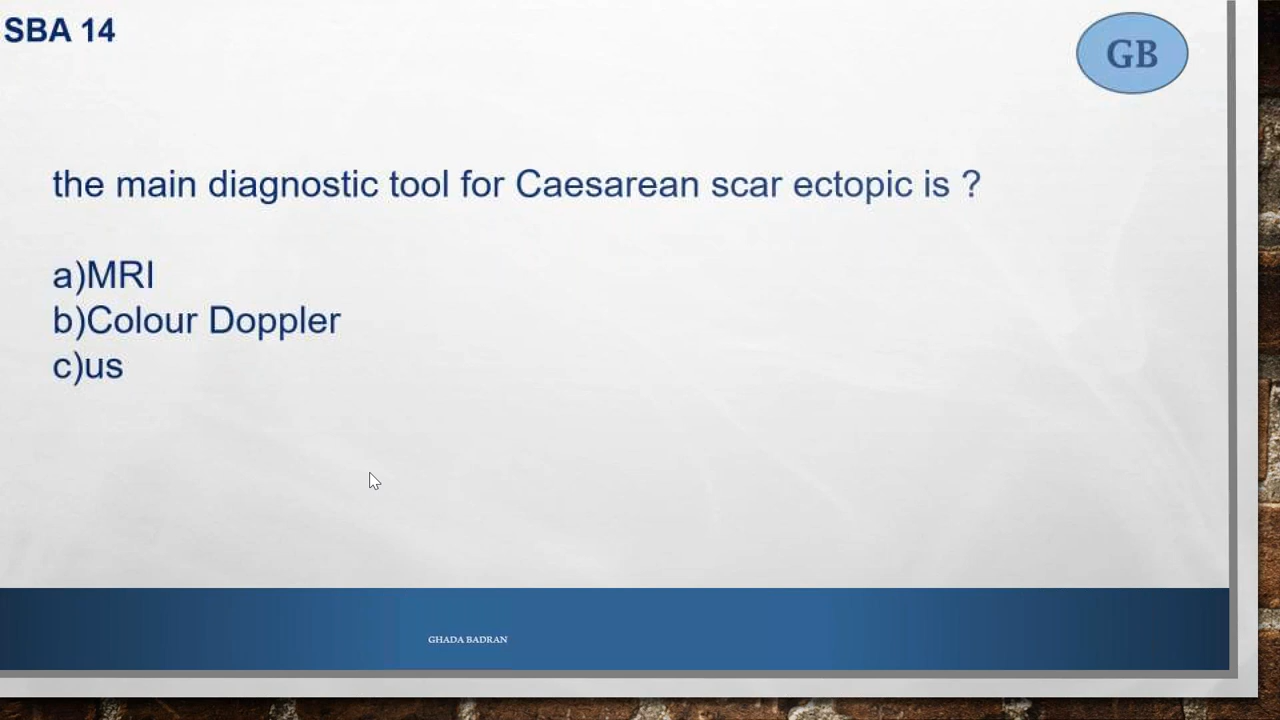 SBA 14
GB
the main diagnostic tool for Caesarean scar ectopic is ?
a)MRI
b)Colour Doppler
c)us
GHADA BADRAN